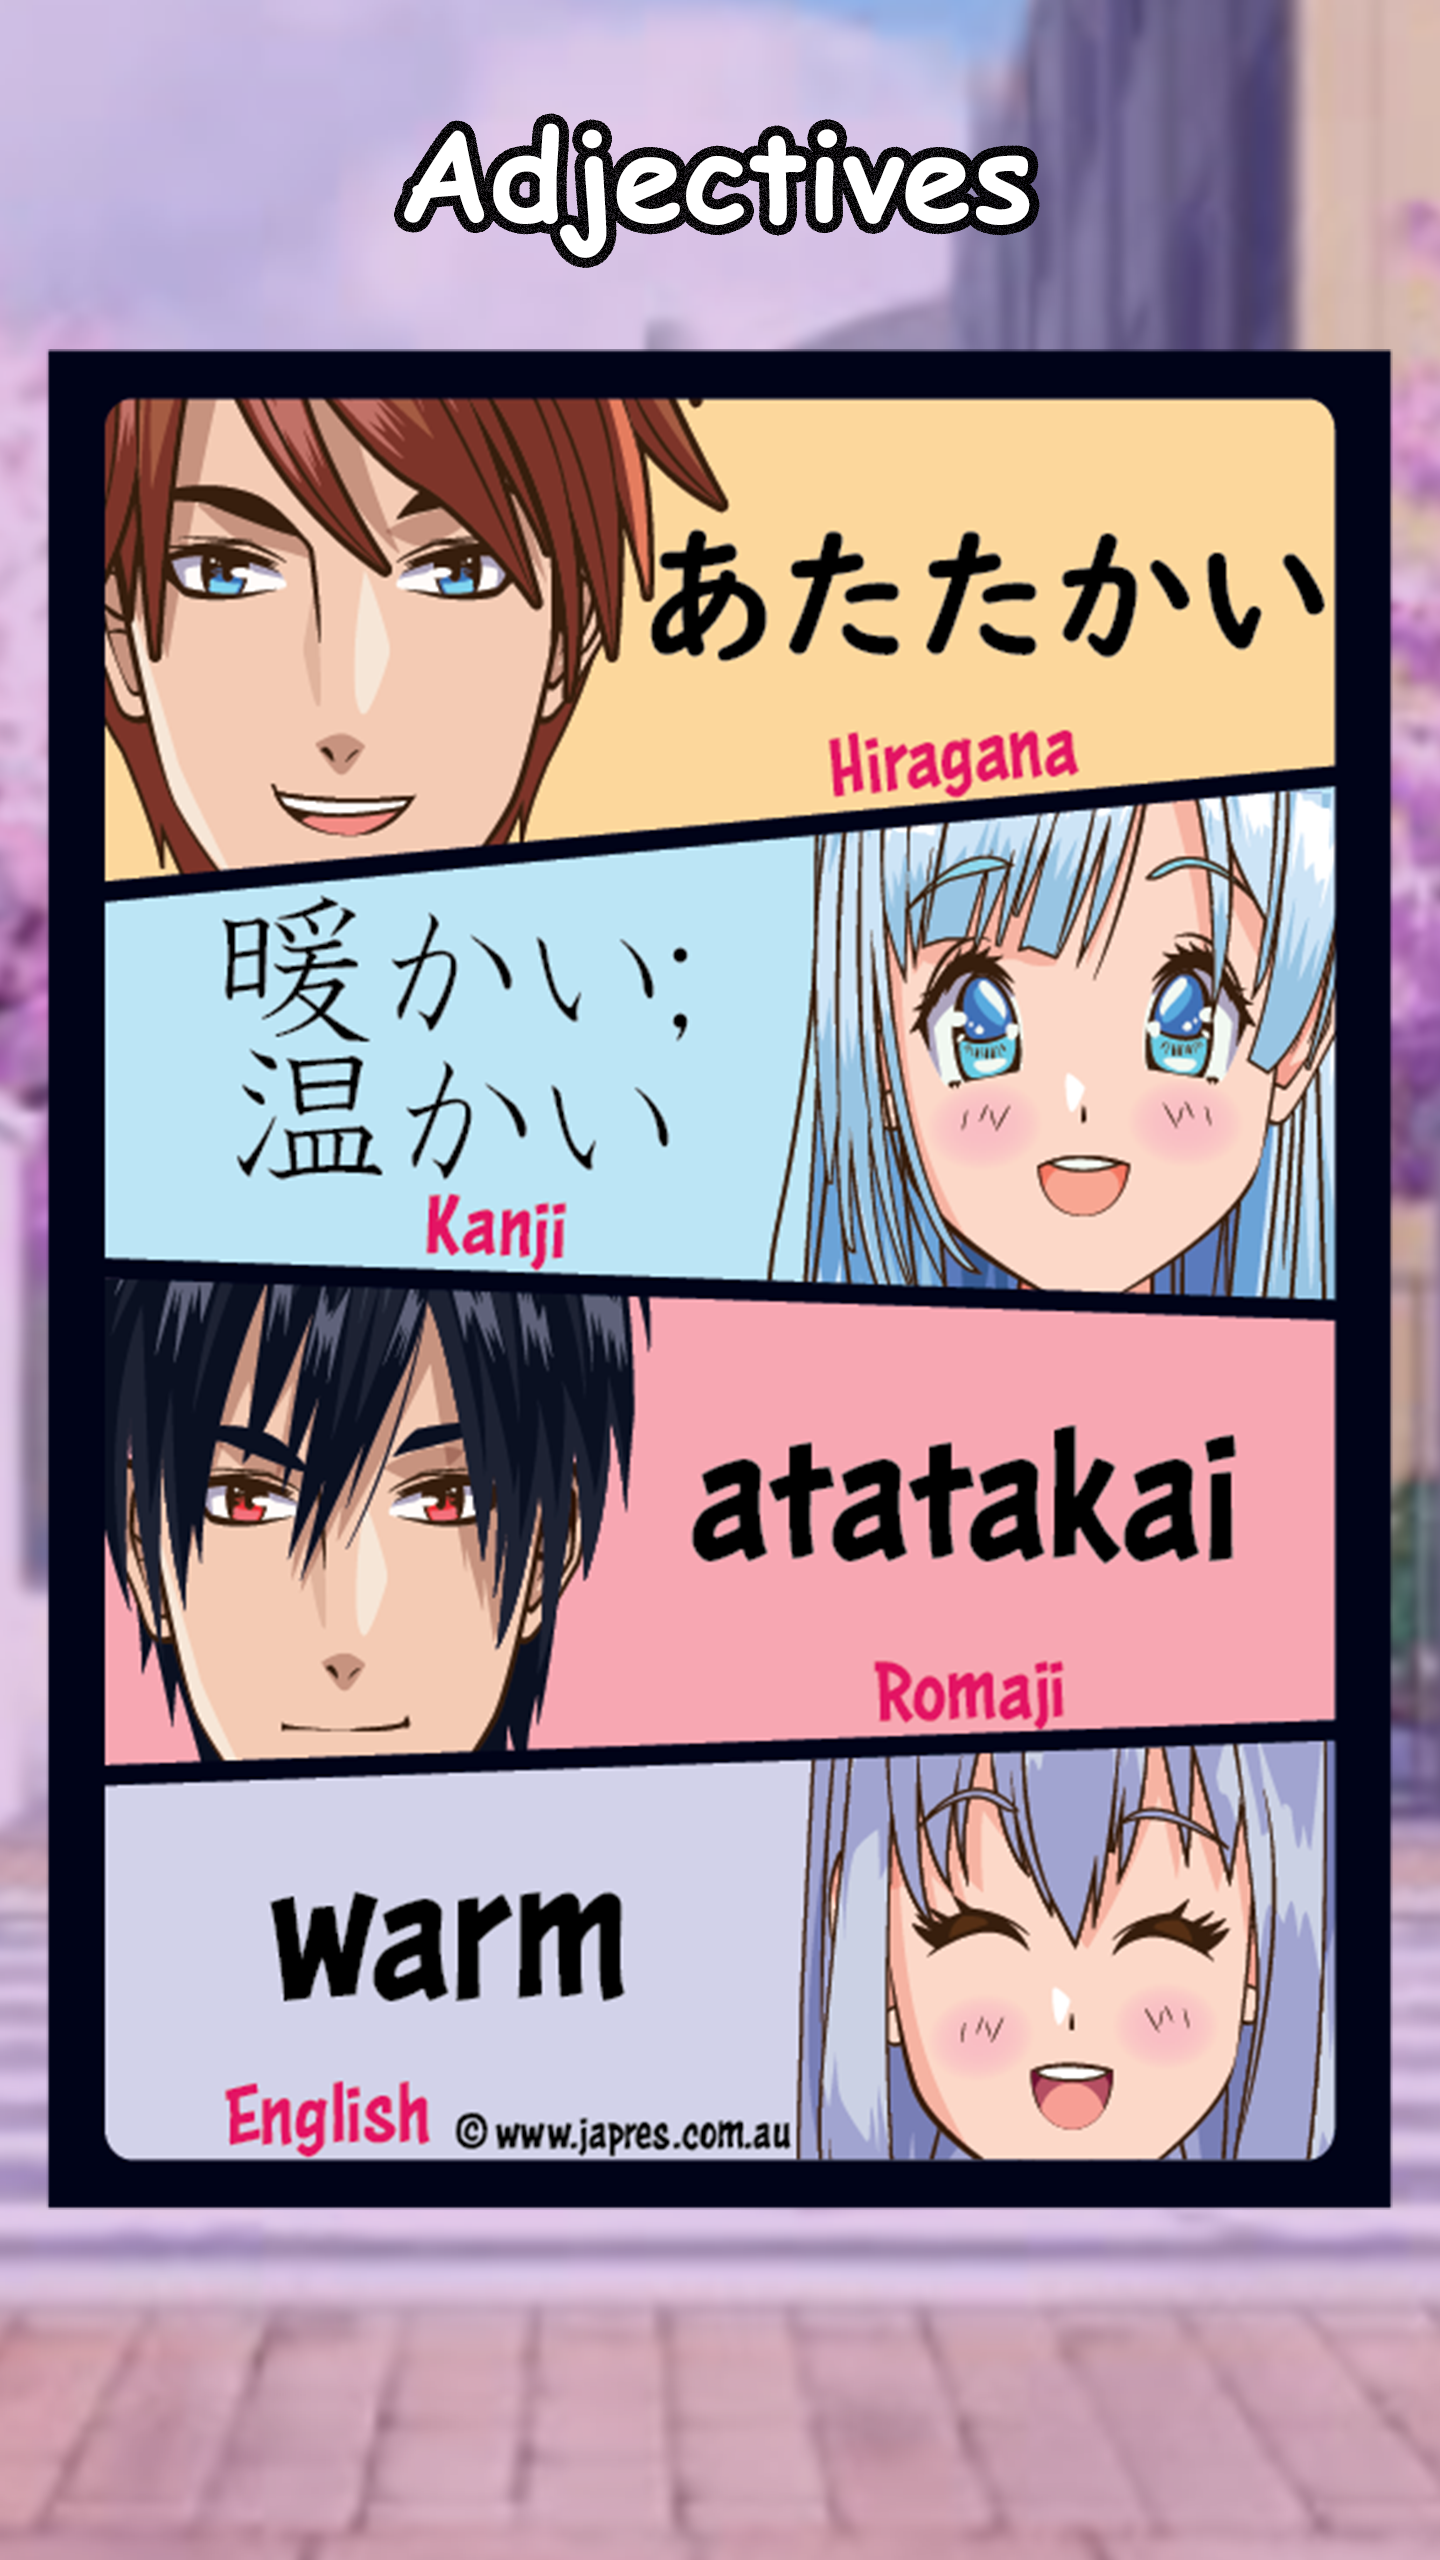 Adjectives
あたたかい
Hiragana
暖かい;
温かい
Kanji
atatakai
Romaji
warm
English
© www.japres.com.au